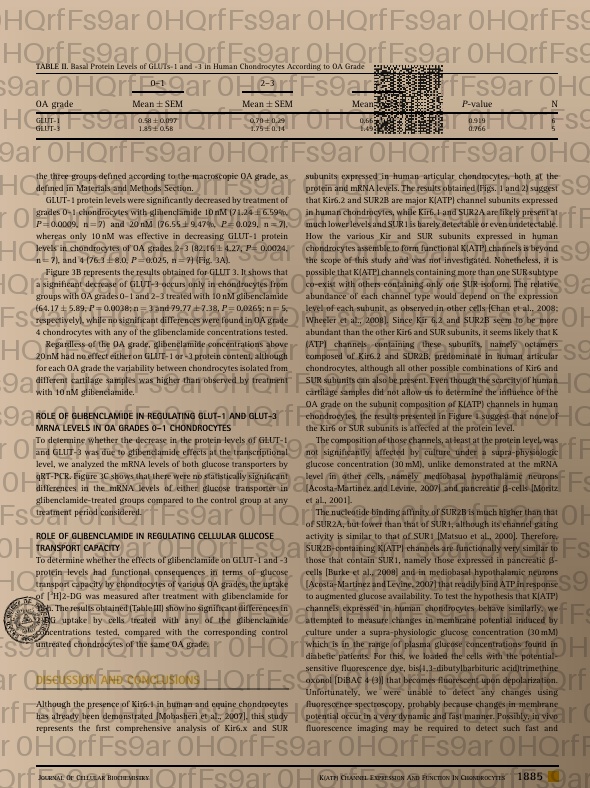 TABLE II. Basal Protein Levels of GLUTs-1 and -3 in Human Chondrocytes According to OA Grade
0–1 2–3
OA grade Mean ± SEM Mean ± SEM Mean P-value N
GLUT-1 0.58 ± 0.097 0.70 ± 0.29 0.66 0.919 6
GLUT-3 1.85 ± 0.58 1.75 ± 0.14 1.49 0.766 5
the three groups defined according to the macroscopic OA grade, as
defined in Materials and Methods Section.
GLUT-1 protein levels were significantly decreased by treatment of
grades 0–1 chondrocytes with glibenclamide 10 nM (71.24 ± 6.59%,
P = 0.0009, n = 7) and 20 nM (76.55 ± 9.47%, P = 0.029, n = 7),
whereas only 10 nM was effective in decreasing GLUT-1 protein
levels in chondrocytes of OA grades 2–3 (82.16 ± 4.27, P = 0.0024,
n = 7), and 4 (76.3 ± 8.0, P = 0.025, n = 7) (Fig. 3A).
Figure 3B represents the results obtained for GLUT 3. It shows that
a significant decrease of GLUT-3 occurs only in chondrocytes from
groups with OA grades 0–1 and 2–3 treated with 10 nM glibenclamide
(64.17 ± 5.89, P = 0.0038; n = 3 and 79.77 ± 7.38, P = 0.0265; n = 5;
respectively), while no significant differences were found in OA grade
4 chondrocytes with any of the glibenclamide concentrations tested.
Regardless of the OA grade, glibenclamide concentrations above
20 nM had no effect either on GLUT-1 or -3 protein content, although
for each OA grade the variability between chondrocytes isolated from
different cartilage samples was higher than observed by treatment
with 10 nM glibenclamide.
ROLE OF GLIBENCLAMIDE IN REGULATING GLUT-1 AND GLUT-3
MRNA LEVELS IN OA GRADES 0–1 CHONDROCYTES
To determine whether the decrease in the protein levels of GLUT-1
and GLUT-3 was due to glibenclamide effects at the transcriptional
level, we analyzed the mRNA levels of both glucose transporters by
qRT-PCR. Figure 3C shows that there were no statistically significant
differences in the mRNA levels of either glucose transporter in
glibenclamide-treated groups compared to the control group at any
treatment period considered.
ROLE OF GLIBENCLAMIDE IN REGULATING CELLULAR GLUCOSE
TRANSPORT CAPACITY
To determine whether the effects of glibenclamide on GLUT-1 and -3
protein levels had functional consequences in terms of glucose
transport capacity by chondrocytes of various OA grades, the uptake
of [³H]2-DG was measured after treatment with glibenclamide for
The results obtained (Table III) show no significant differences in
uptake by cells treated with any of the glibenclamide
concentrations tested, compared with the corresponding control
untreated chondrocytes of the same OA grade.
DISCUSSION AND CONCLUSIONS
Although the presence of Kir6.1 in human and equine chondrocytes
has already been demonstrated [Mobasheri et al., 2007], this study
represents the first comprehensive analysis of Kir6.x and SUR
subunits expressed in human articular chondrocytes, both at the
protein and mRNA levels. The results obtained (Figs. 1 and 2) suggest
that Kir6.2 and SUR2B are major K(ATP) channel subunits expressed
in human chondrocytes, while Kir6.1 and SUR2A are likely present at
much lower levels and SUR1 is barely detectable or even undetectable.
How the various Kir and SUR subunits expressed in human
chondrocytes assemble to form functional K(ATP) channels is beyond
the scope of this study and was not investigated. Nonetheless, it is
possible that K(ATP) channels containing more than one SUR subtype
co-exist with others containing only one SUR isoform. The relative
abundance of each channel type would depend on the expression
level of each subunit, as observed in other cells [Chan et al., 2008;
Wheeler et al., 2008]. Since Kir 6.2 and SUR2B seem to be more
abundant than the other Kir6 and SUR subunits, it seems likely that K
(ATP) channels containing these subunits, namely octamers
composed of Kir6.2 and SUR2B, predominate in human articular
chondrocytes, although all other possible combinations of Kir6 and
SUR subunits can also be present. Even though the scarcity of human
cartilage samples did not allow us to determine the influence of the
OA grade on the subunit composition of K(ATP) channels in human
chondrocytes, the results presented in Figure 1 suggest that none of
the Kir6 or SUR subunits is affected at the protein level.
The composition of those channels, at least at the protein level, was
not significantly affected by culture under a supra-physiologic
glucose concentration (30 mM), unlike demonstrated at the mRNA
level in other cells, namely mediobasal hypothalamic neurons
[Acosta-Martinez and Levine, 2007] and pancreatic β-cells [Moritz
et al., 2001].
The nucleotide binding affinity of SUR2B is much higher than that
of SUR2A, but lower than that of SUR1, although its channel gating
activity is similar to that of SUR1 [Matsuo et al., 2000]. Therefore,
SUR2B-containing K(ATP) channels are functionally very similar to
those that contain SUR1, namely those expressed in pancreatic β-
cells [Burke et al., 2008] and in mediobasal hypothalamic neurons
[Acosta-Martinez and Levine, 2007] that readily bind ATP in response
to augmented glucose availability. To test the hypothesis that K(ATP)
channels expressed in human chondrocytes behave similarly, we
attempted to measure changes in membrane potential induced by
culture under a supra-physiologic glucose concentration (30 mM)
which is in the range of plasma glucose concentrations found in
diabetic patients. For this, we loaded the cells with the potential-
sensitive fluorescence dye, bis[1,3-dibutylbarbituric acid]trimethine
oxonol [DiBAC 4 (3)] that becomes fluorescent upon depolarization.
Unfortunately, we were unable to detect any changes using
fluorescence spectroscopy, probably because changes in membrane
potential occur in a very dynamic and fast manner. Possibly, in vivo
fluorescence imaging may be required to detect such fast and
JOURNAL OF CELLULAR BIOCHEMISTRY K(ATP) CHANNEL EXPRESSION AND FUNCTION IN CHONDROCYTES 1885
0HQrfFs9ar